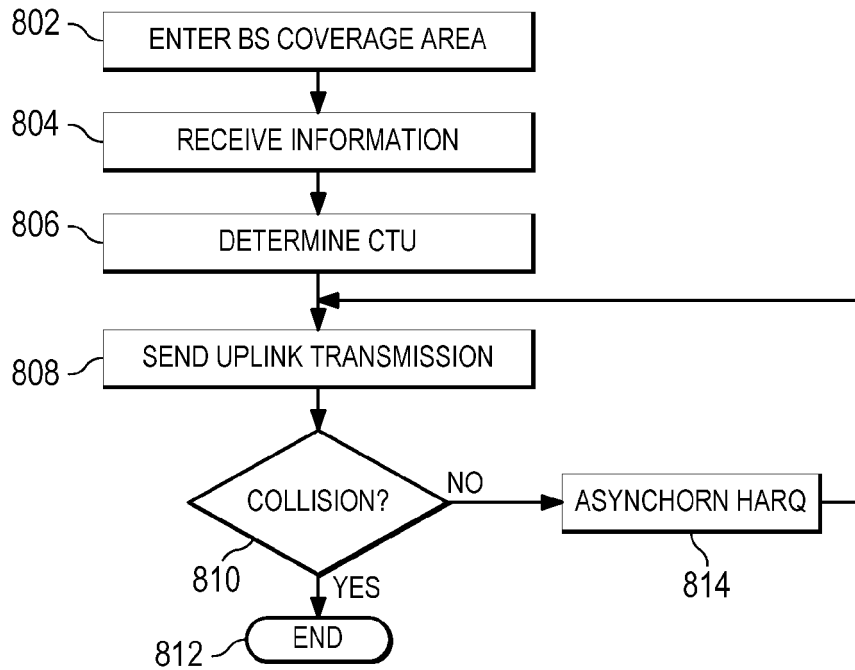 802
ENTER BS COVERAGE AREA
804
RECEIVE INFORMATION
806
DETERMINE CTU
808
SEND UPLINK TRANSMISSION
COLLISION?
NO
ASYNCHORN HARQ
810
YES
814
812
END